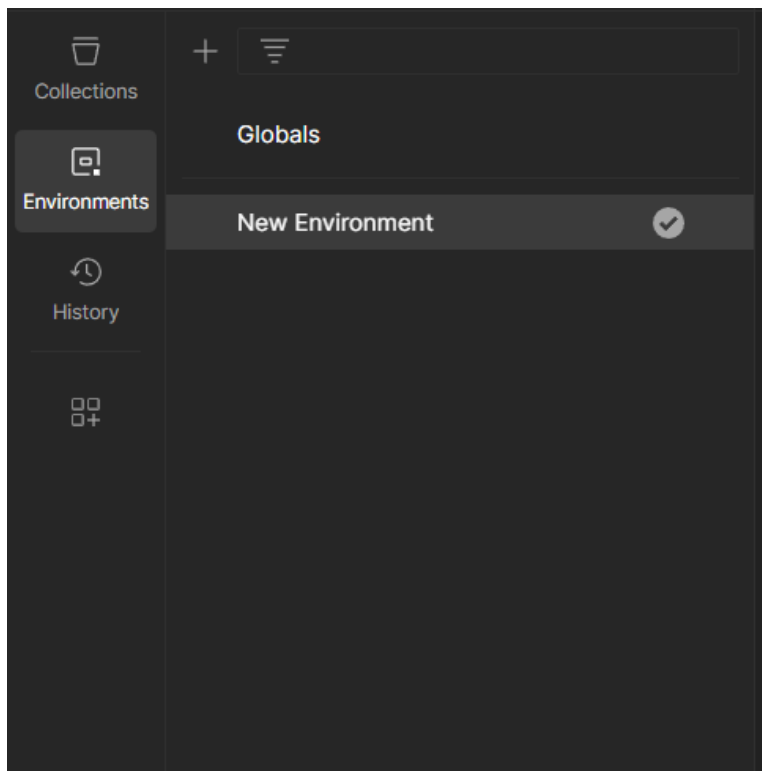 Collections
Environments
History
Globals
New Environment